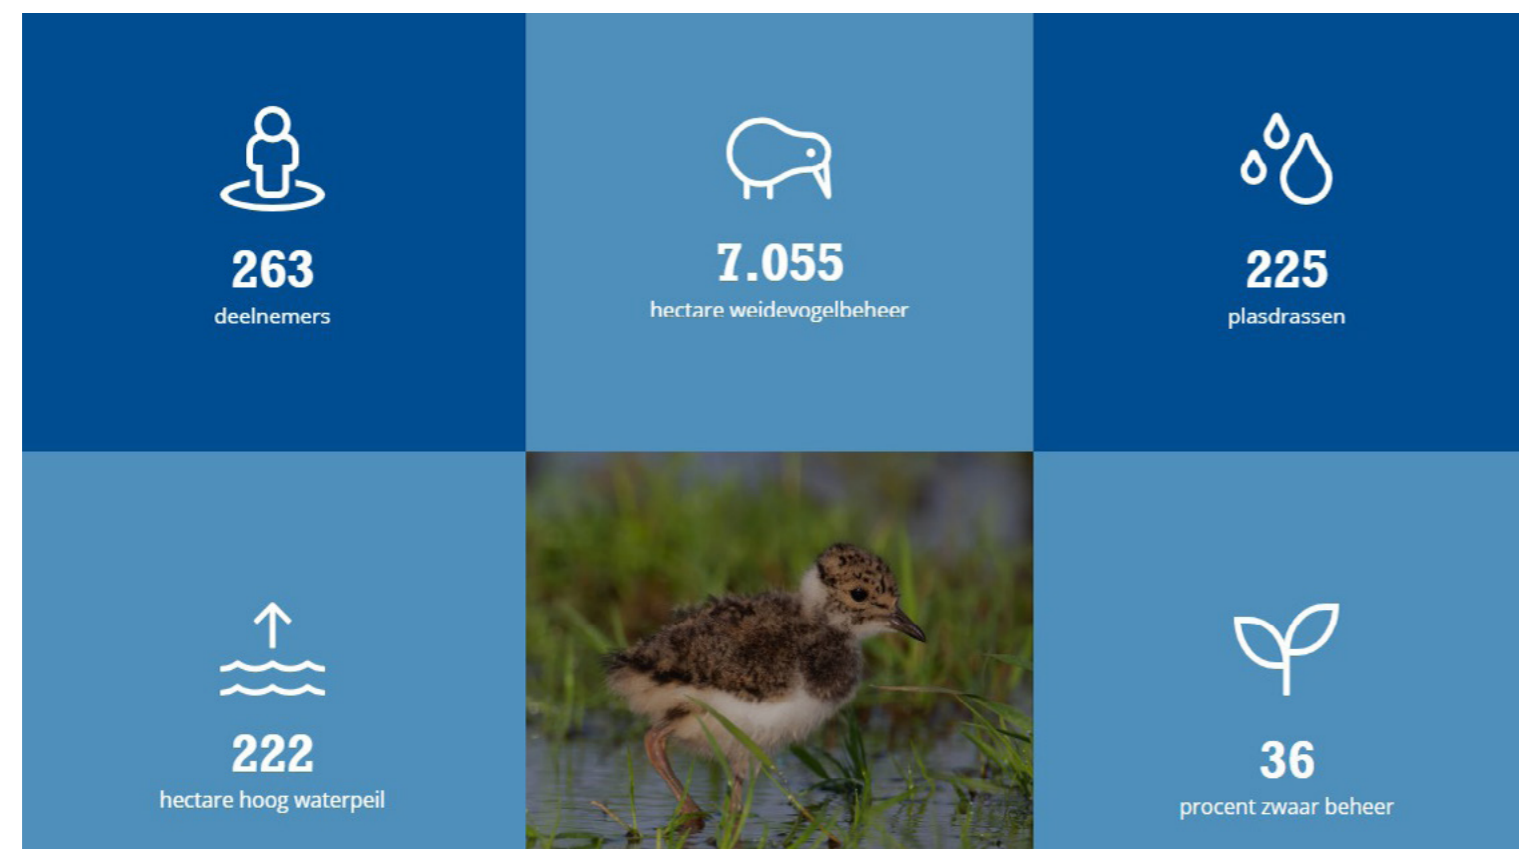 263
deelnemers
7.055
hectare weidevogelbeheer
225
plasdrassen
222
hectare hoog waterpeil
36
procent zwaar beheer